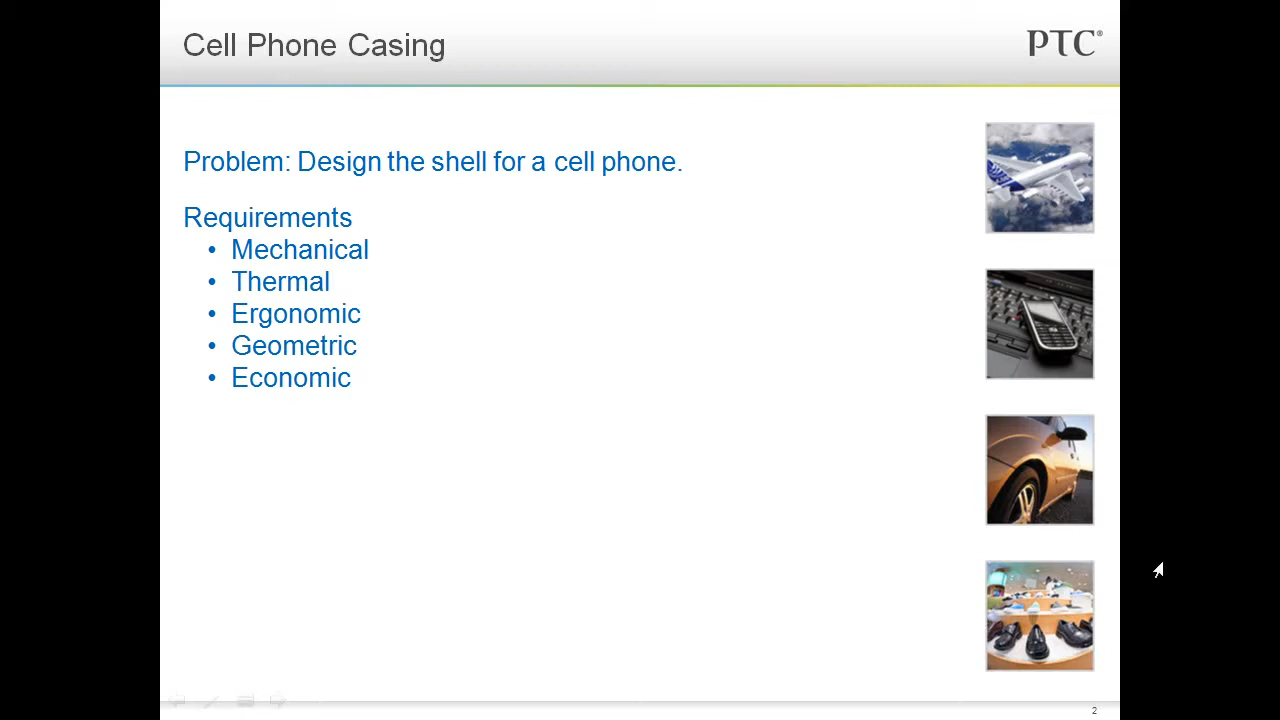 Cell Phone Casing
PTC®
Problem: Design the shell for a cell phone.
Requirements
• Mechanical
• Thermal
• Ergonomic
• Geometric
• Economic
2